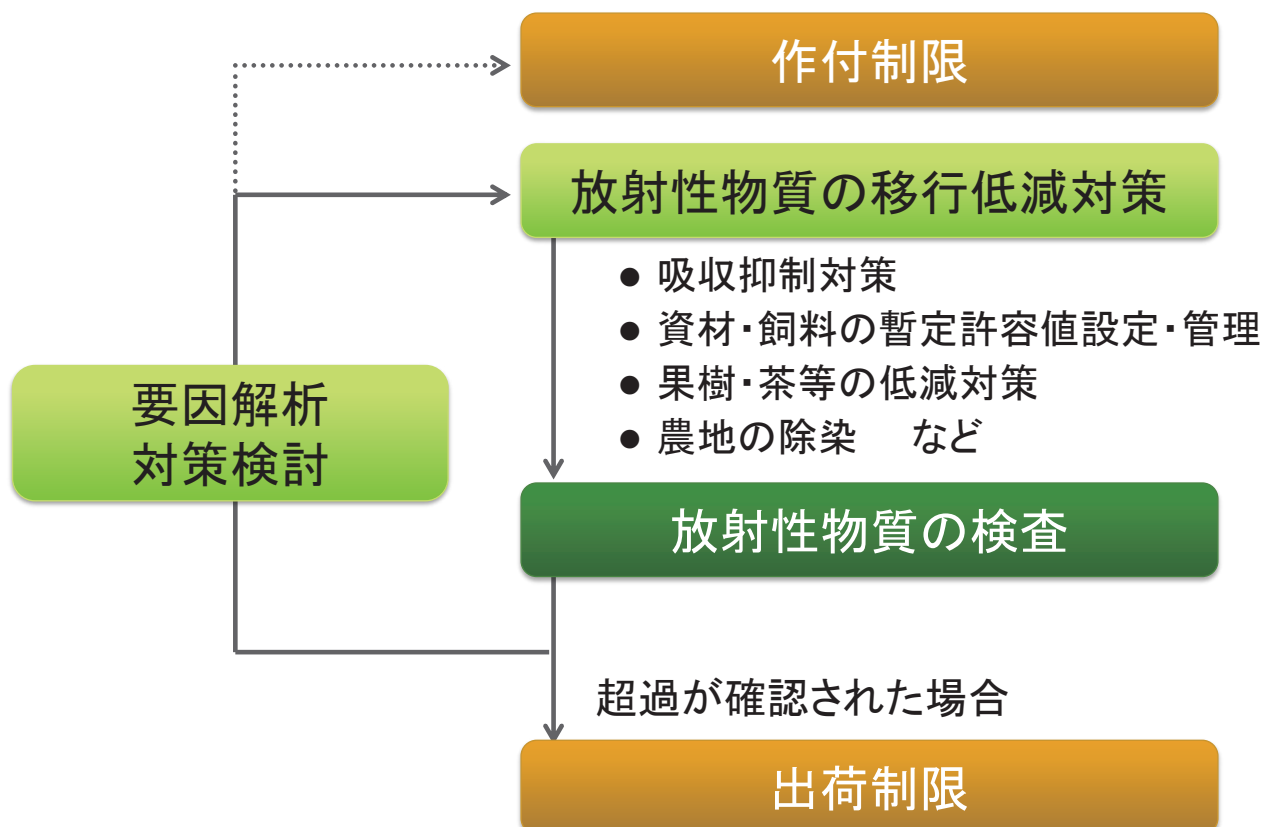 作付制限
放射性物質の移行低減対策
● 吸収抑制対策
● 資材・飼料の暫定許容値設定・管理
● 果樹・茶等の低減対策
● 農地の除染　など
要因解析
対策検討
放射性物質の検査
超過が確認された場合
出荷制限